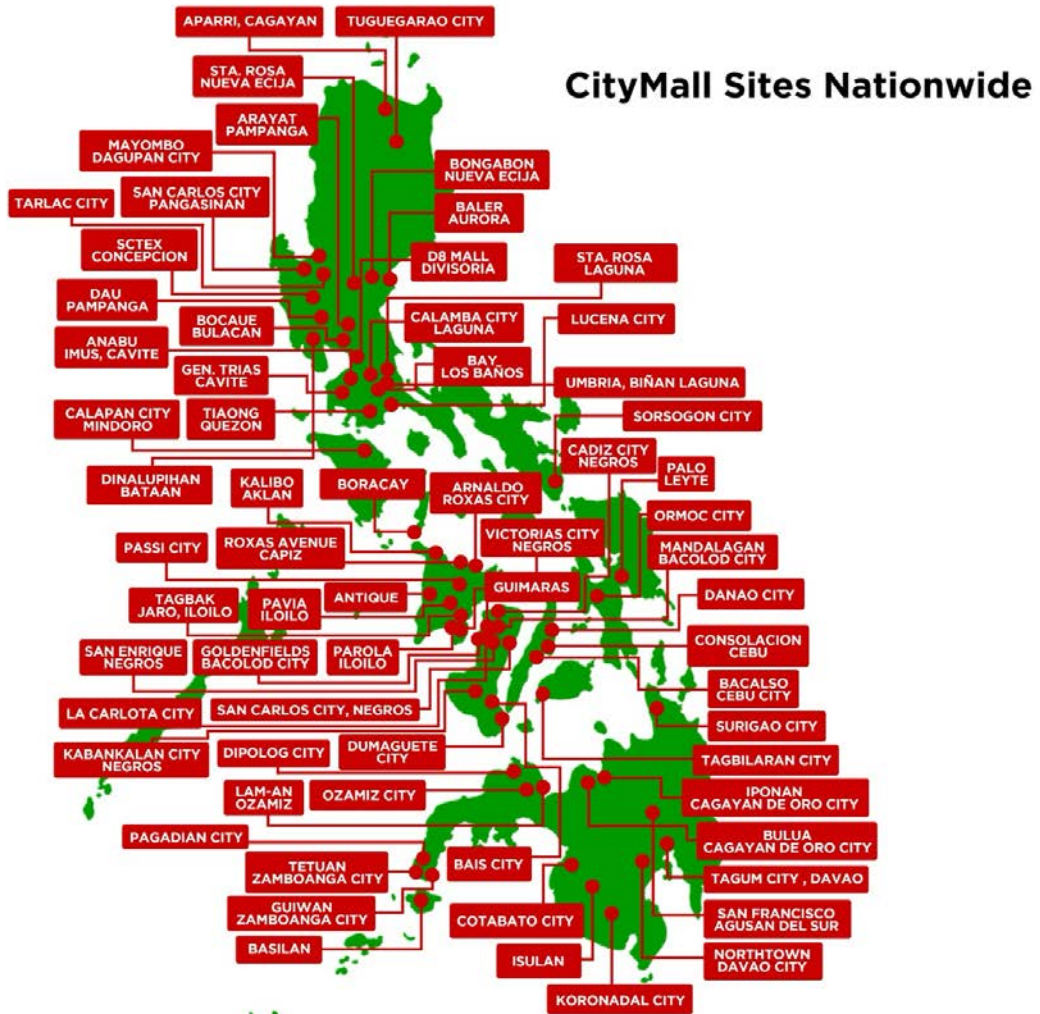 APARRI, CAGAYAN
TUGUEGARAO CITY
CityMall Sites Nationwide
STA. ROSA
NUEVA ECIJA
ARAYAT
PAMPANGA
MAYOMBO
DAGUPAN CITY
BONGABON
NUEVA ECIJA
SAN CARLOS CITY
PANGASINAN
TARLAC CITY
BALER
AURORA
SCTEX
CONCEPCION
D8 MALL
DIVISORIA
STA. ROSA
LAGUNA
DAU
PAMPANGA
BOCAUE
BULACAN
CALAMBA CITY
LAGUNA
LUCENA CITY
ANABU
IMUS, CAVITE
GEN. TRIAS
CAVITE
BAY
LOS BAÑOS
UMBRIA, BIÑAN LAGUNA
CALAPAN CITY
MINDORO
TIAONG
QUEZON
SORSOGON CITY
DINALUPIHAN
BATAAN
KALIBO
AKLAN
BORACAY
ARNALDO
ROXAS CITY
CADIZ CITY
NEGROS
PALO
LEYTE
ORMOC CITY
PASSI CITY
ROXAS AVENUE
CAPIZ
VICTORIAS CITY
NEGROS
MANDALAGAN
BACOLOD CITY
TAGBAK
JARO, ILOILO
PAVIA
ILOILO
ANTIQUE
GUIMARAS
DANAO CITY
SAN ENRIQUE
NEGROS
GOLDENFIELDS
BACOLOD CITY
PAROLA
ILOILO
CONSOLACION
CEBU
LA CARLOTA CITY
SAN CARLOS CITY, NEGROS
BACALSO
CEBU CITY
SURIGAO CITY
KABANKALAN CITY
NEGROS
DIPOLOG CITY
DUMAGUETE
CITY
TAGBILARAN CITY
LAM-AN
OZAMIZ
OZAMIZ CITY
IPONAN
CAGAYAN DE ORO CITY
PAGADIAN CITY
BULUA
CAGAYAN DE ORO CITY
TETUAN
ZAMBOANGA CITY
BAIS CITY
TAGUM CITY , DAVAO
GUIWAN
ZAMBOANGA CITY
COTABATO CITY
SAN FRANCISCO
AGUSAN DEL SUR
BASILAN
ISULAN
NORTHTOWN
DAVAO CITY
KORONADAL CITY